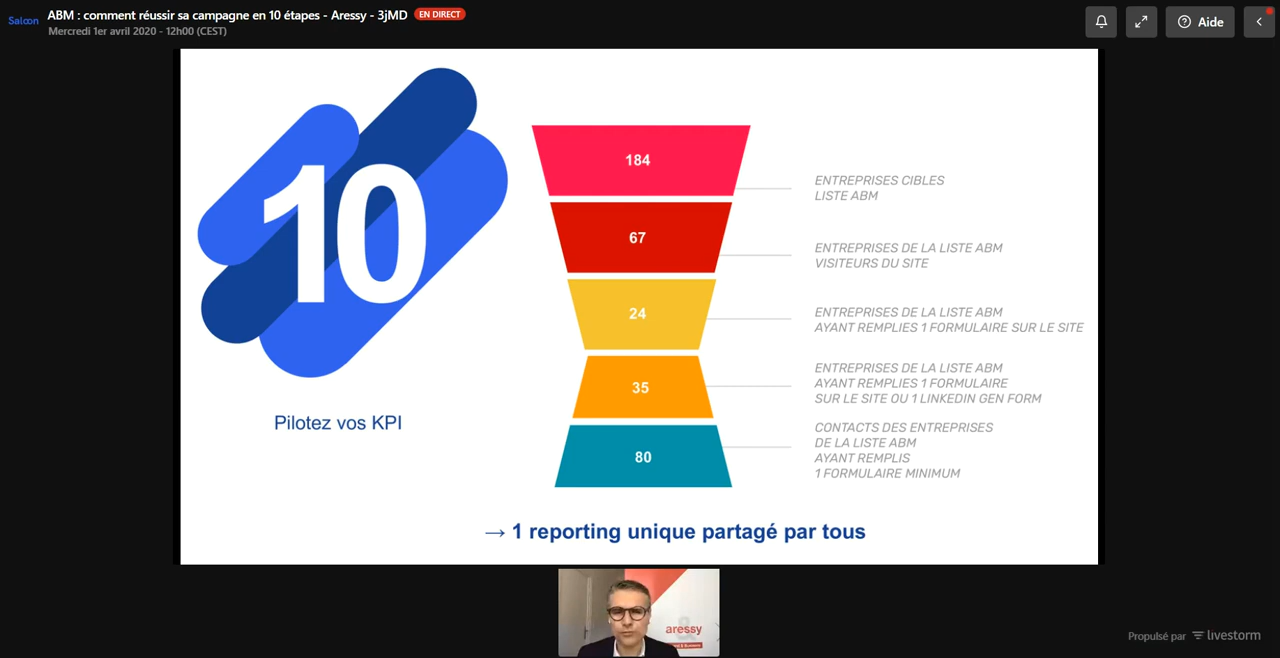 Saloon
ABM : comment réussir sa campagne en 10 étapes - Aressy - 3jMD EN DIRECT
Mercredi 1er avril 2020 - 12h00 (CEST)
Aide
10
Pilotez vos KPI
184
ENTREPRISES CIBLES
LISTE ABM
67
ENTREPRISES DE LA LISTE ABM
VISITEURS DU SITE
24
ENTREPRISES DE LA LISTE ABM
AYANT REMPLIES 1 FORMULAIRE SUR LE SITE
35
ENTREPRISES DE LA LISTE ABM
AYANT REMPLIES 1 FORMULAIRE
SUR LE SITE OU 1 LINKEDIN GEN FORM
80
CONTACTS DES ENTREPRISES
DE LA LISTE ABM
AYANT REMPLIS
1 FORMULAIRE MINIMUM
→ 1 reporting unique partagé par tous
aressy
Propulsé par livestorm